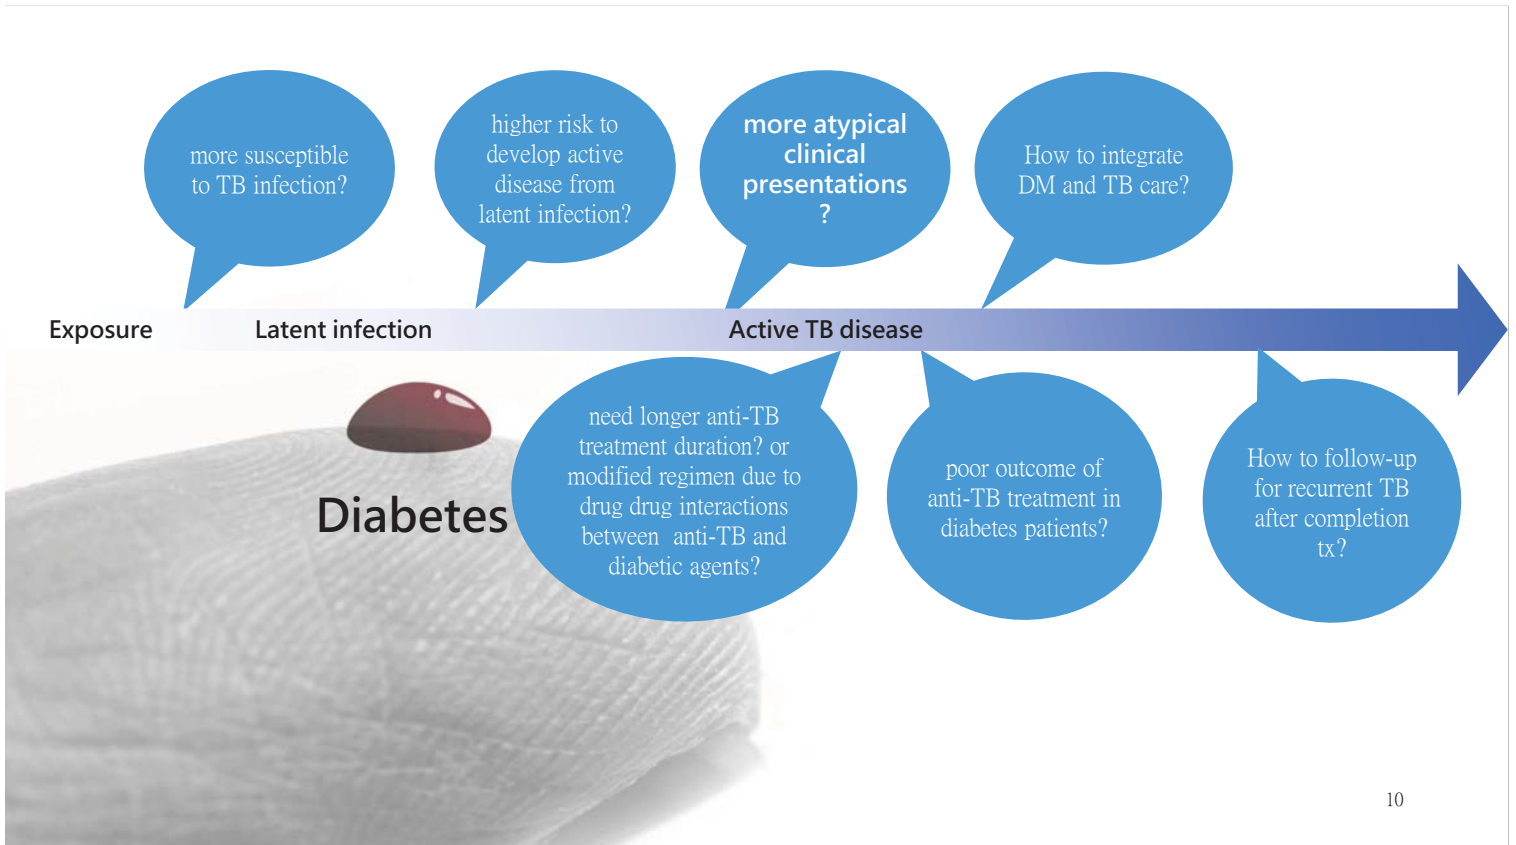 more susceptible
to TB infection?
higher risk to
develop active
disease from
latent infection?
more atypical
clinical
presentations
?
How to integrate
DM and TB care?
Exposure
Latent infection
Active TB disease
Diabetes
need longer anti-TB
treatment duration? or
modified regimen due to
drug drug interactions
between  anti-TB and
diabetic agents?
poor outcome of
anti-TB treatment in
diabetes patients?
How to follow-up
for recurrent TB
after completion
tx?
10